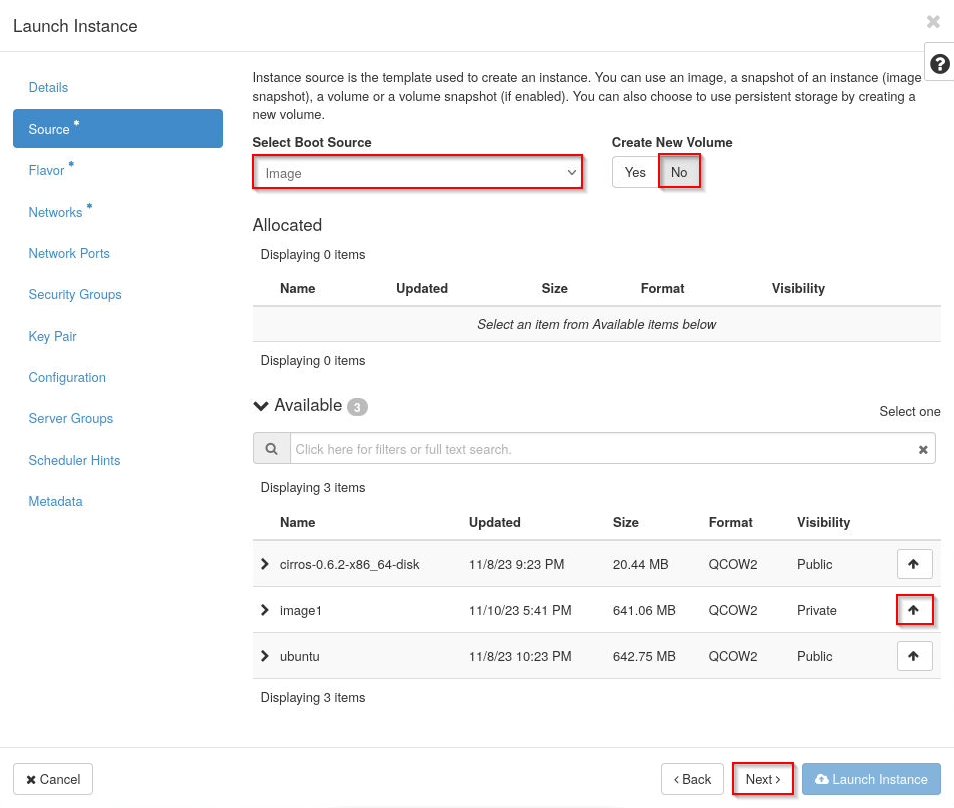 Launch Instance
Details
Source *
Flavor *
Networks *
Network Ports
Security Groups
Key Pair
Configuration
Server Groups
Scheduler Hints
Metadata
Instance source is the template used to create an instance. You can use an image, a snapshot of an instance (image
snapshot), a volume or a volume snapshot (if enabled). You can also choose to use persistent storage by creating a
new volume.
Select Boot Source Create New Volume
Image Yes No
Allocated
Displaying 0 items
Name Updated Size Format Visibility
Select an item from Available items below
Displaying 0 items
Available 3
Select one
Click here for filters or full text search.
Displaying 3 items
Name Updated Size Format Visibility
cirros-0.6.2-x86_64-disk 11/8/23 9:23 PM 20.44 MB QCOW2 Public
image1 11/10/23 5:41 PM 641.06 MB QCOW2 Private
ubuntu 11/8/23 10:23 PM 642.75 MB QCOW2 Public
Displaying 3 items
Cancel < Back Next > Launch Instance